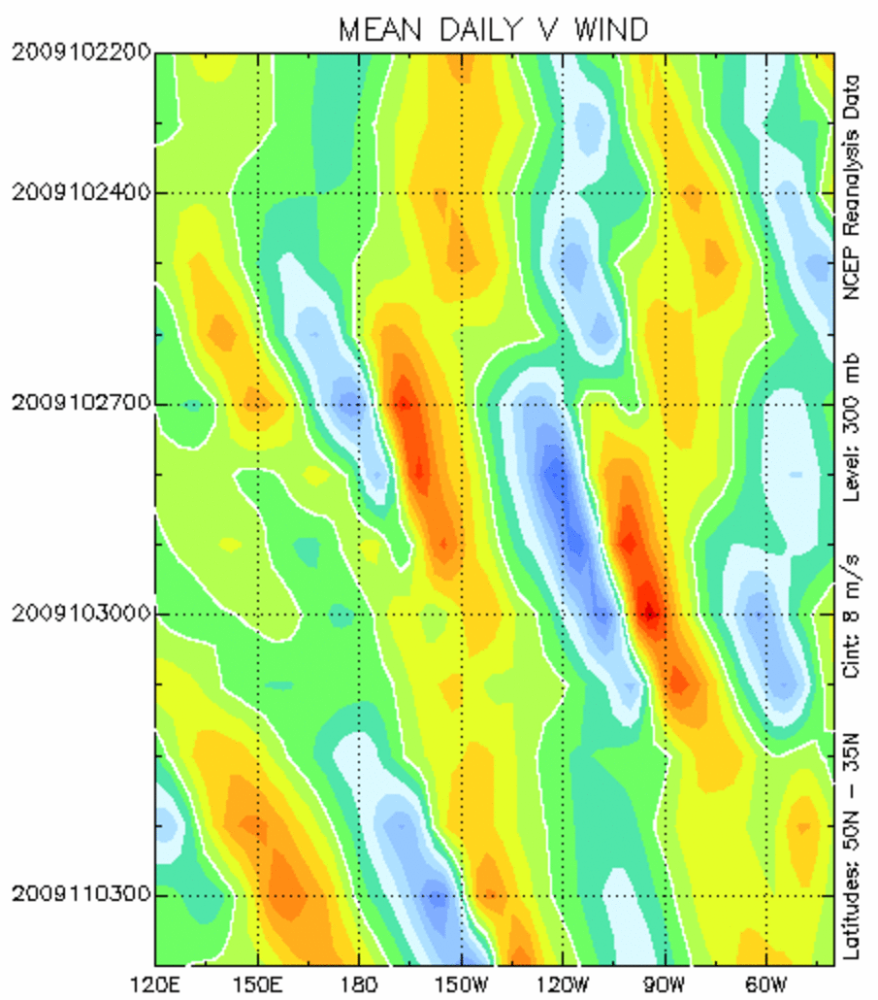 MEAN DAILY V WIND
2009102200
2009102400
2009102700
2009103000
2009110300
120E 150E 180 150W 120W 90W 60W
Latitudes: 50N – 35N Cint: 8 m/s Level: 300 mb NCEP Reanalysis Data